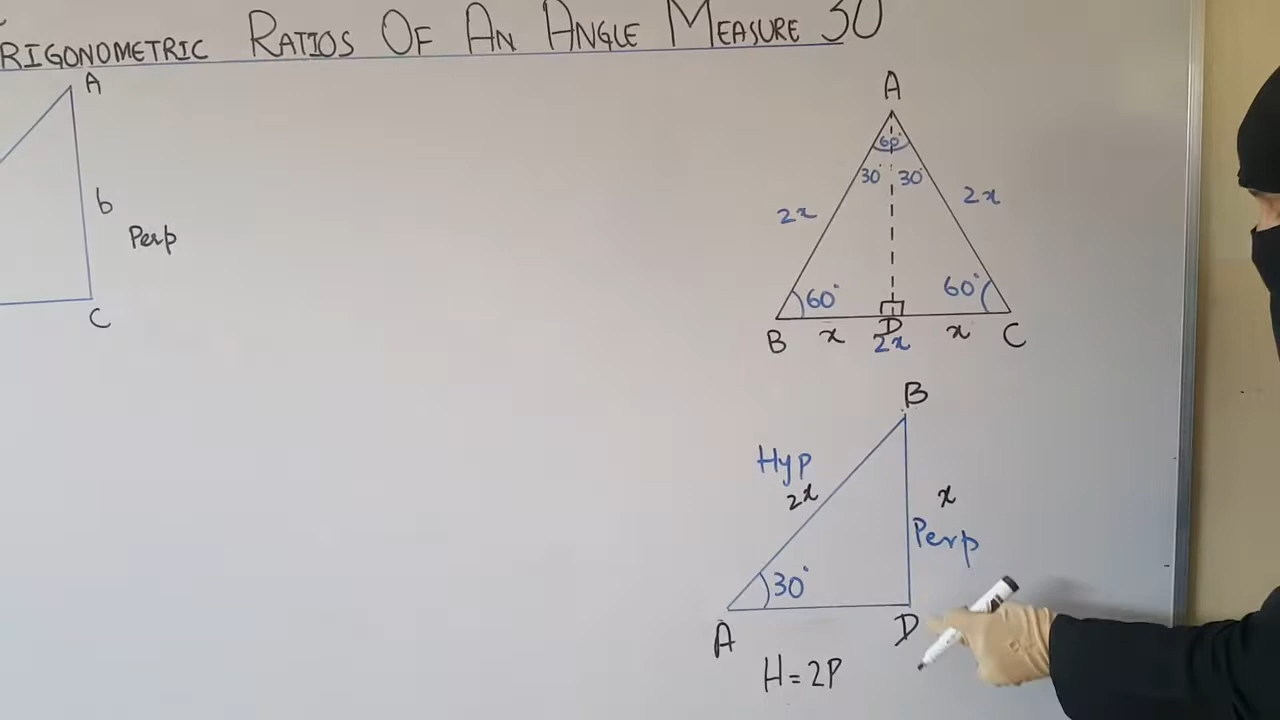 RIGONOMETRIC RATIOS OF AN ANGLE MEASURE 30
A
b
Perp
C
A
60°
30° 30°
2x 2x
60° 60°
B x D x C
2x
B
Hyp
2x
x
Perp
30°
A D
H = 2P